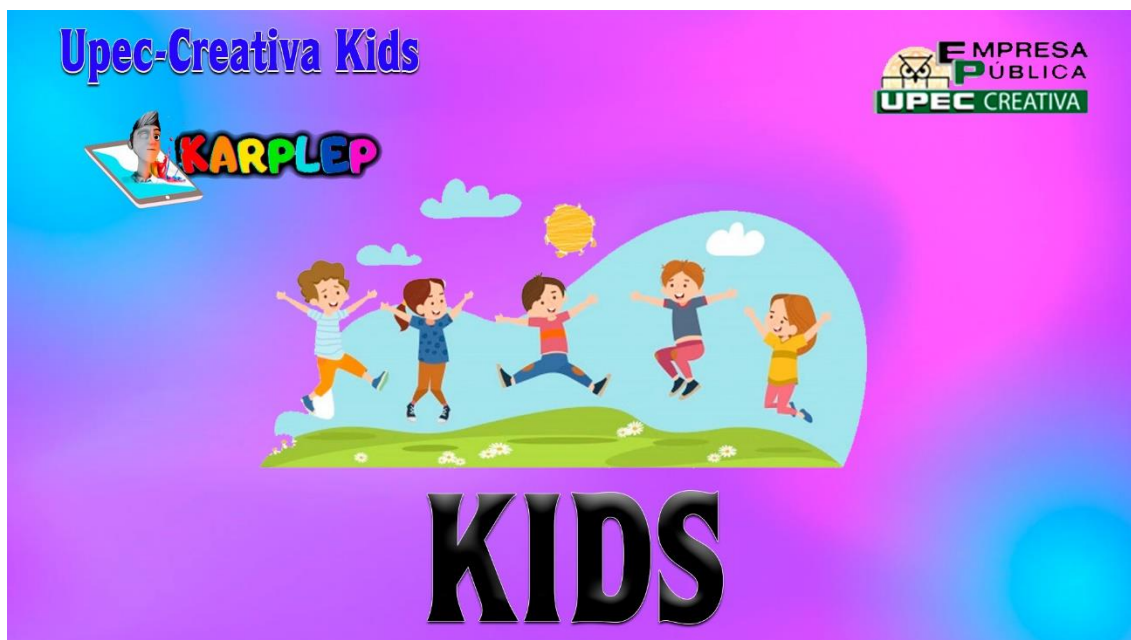 Upec-Creativa Kids
EMPRESA
PÚBLICA
UPEC CREATIVA
KARPLEP
KIDS